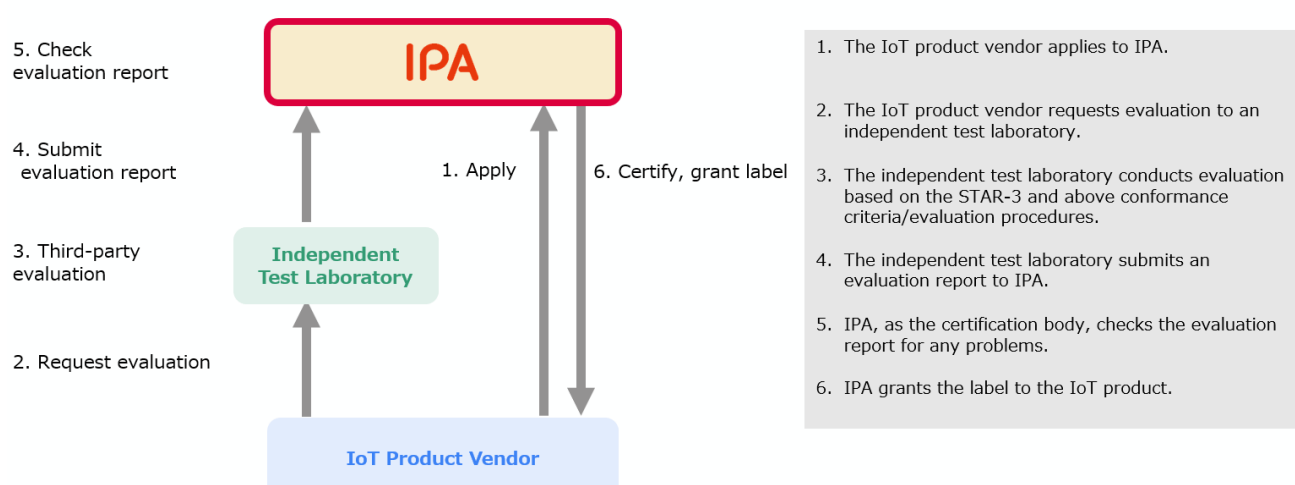 5. Check
evaluation report
IPA
4. Submit
evaluation report
1. Apply
6. Certify, grant label
3. Third-party
evaluation
Independent
Test Laboratory
2. Request evaluation
IoT Product Vendor
1. The IoT product vendor applies to IPA.
2. The IoT product vendor requests evaluation to an
independent test laboratory.
3. The independent test laboratory conducts evaluation
based on the STAR-3 and above conformance
criteria/evaluation procedures.
4. The independent test laboratory submits an
evaluation report to IPA.
5. IPA, as the certification body, checks the evaluation
report for any problems.
6. IPA grants the label to the IoT product.